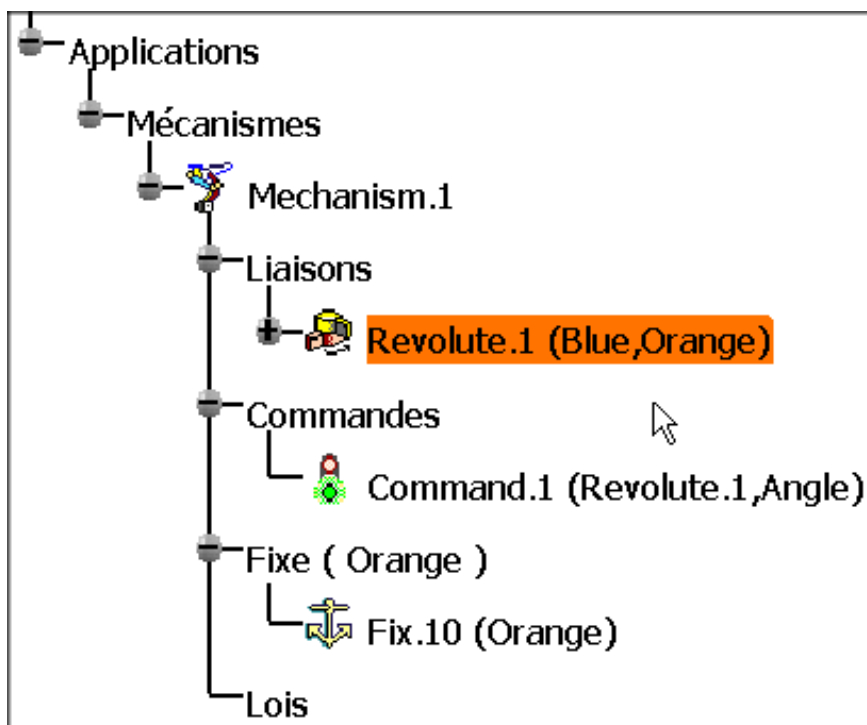 Applications
Mécanismes
Mechanism.1
Liaisons
Revolute.1 (Blue,Orange)
Commandes
Command.1 (Revolute.1,Angle)
Fixe ( Orange )
Fix.10 (Orange)
Lois